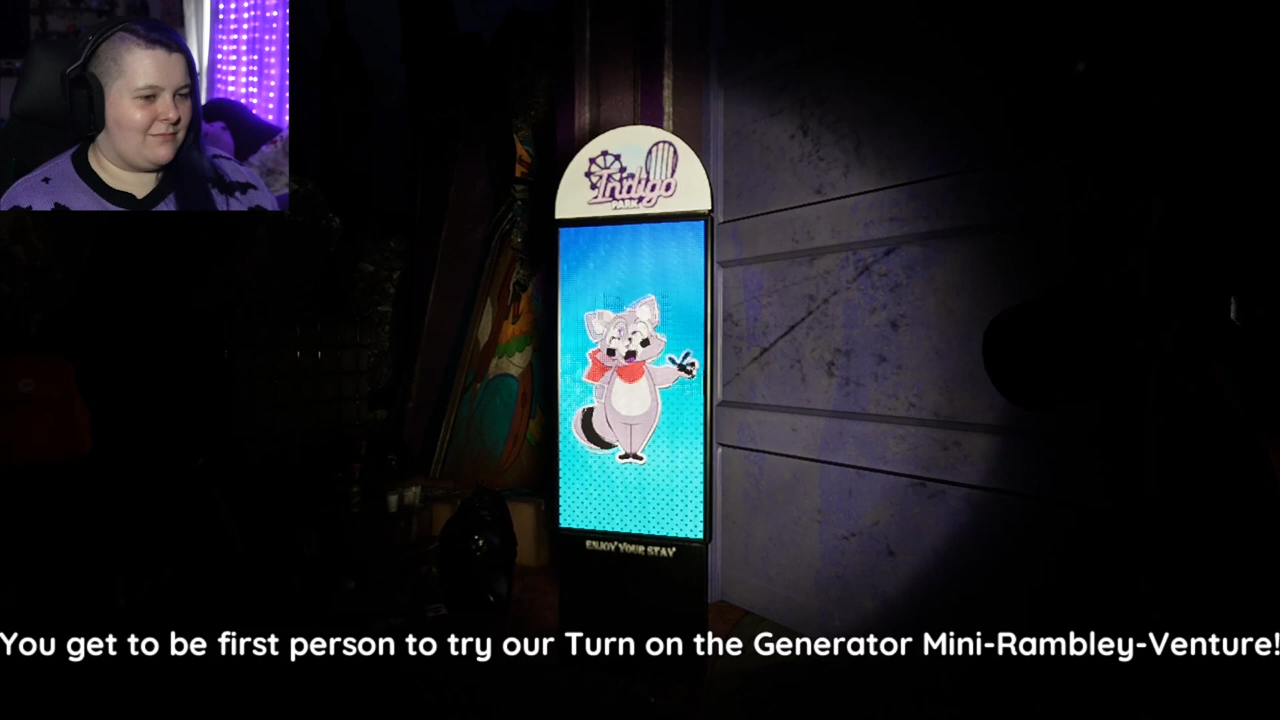 Indigo
PARK
ENJOY YOUR STAY
You get to be first person to try our Turn on the Generator Mini-Rambley-Venture!